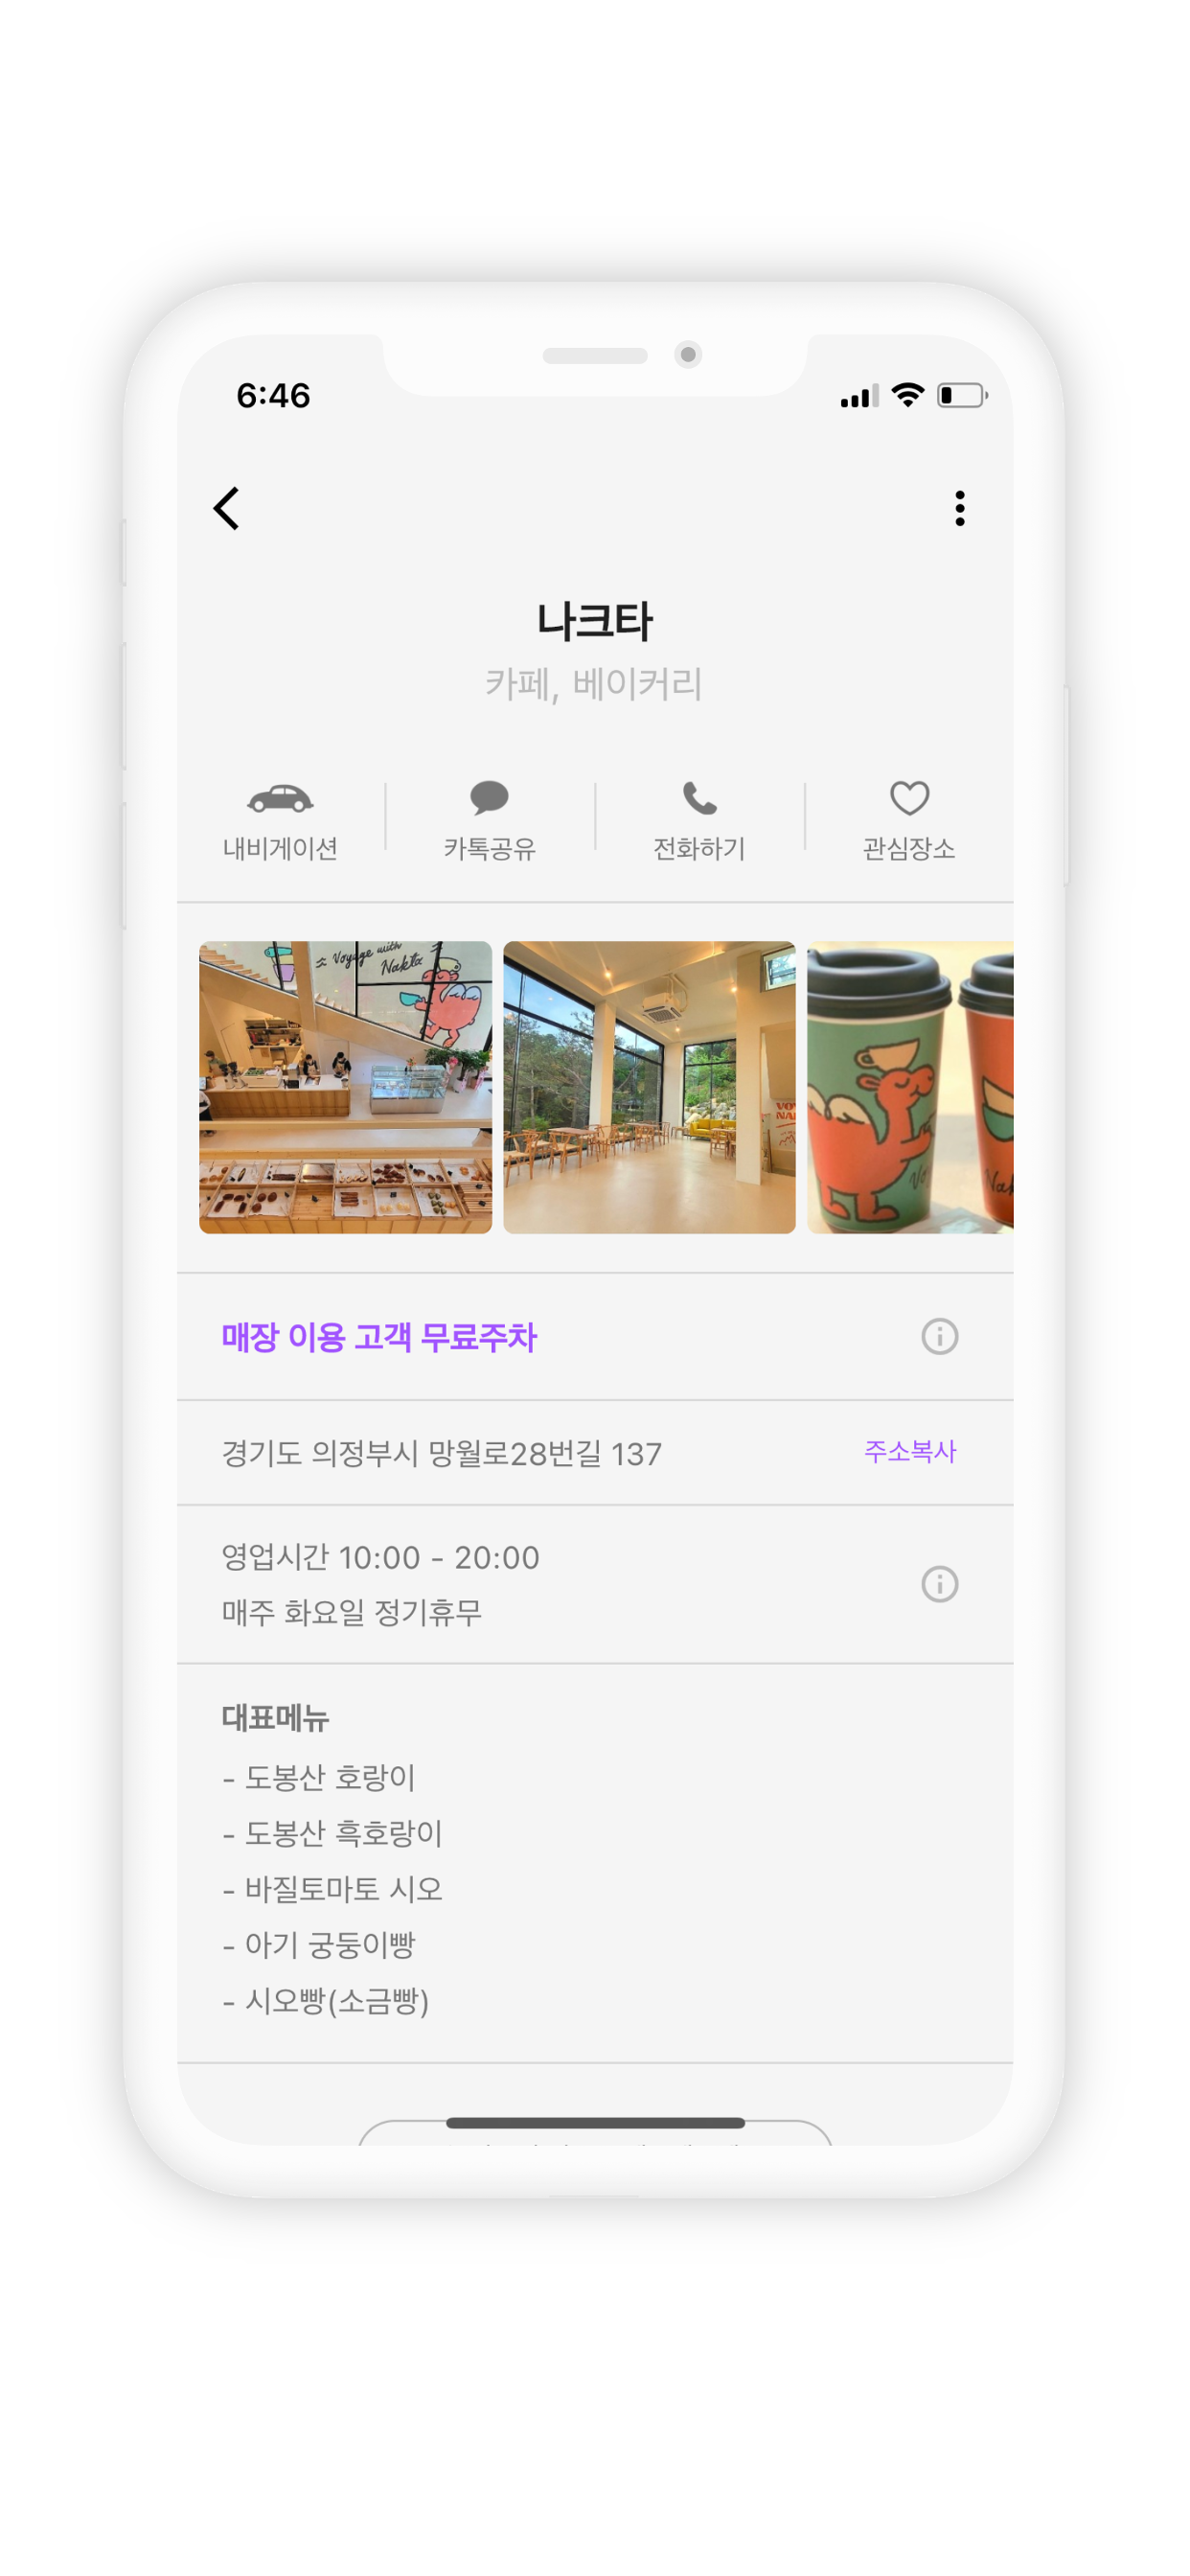 6:46
나크타
카페, 베이커리
내비게이션
카톡공유
전화하기
관심장소
Voyage with
Nakta
매장 이용 고객 무료주차
경기도 의정부시 망월로28번길 137
주소복사
영업시간 10:00 - 20:00
매주 화요일 정기휴무
대표메뉴
- 도봉산 호랑이
- 도봉산 흑호랑이
- 바질토마토 시오
- 아기 궁둥이빵
- 시오빵(소금빵)